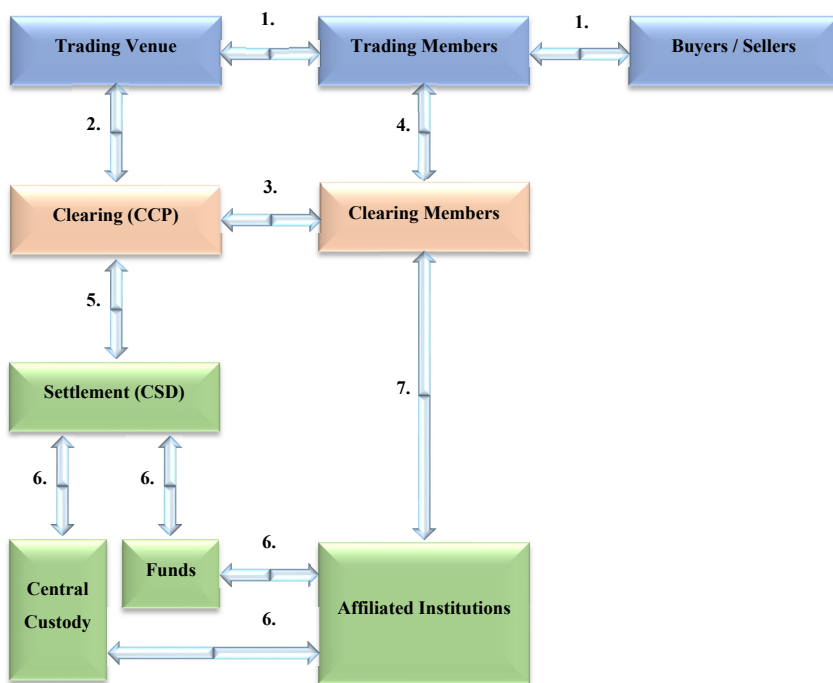 1.
1.
Trading Venue
Trading Members
Buyers / Sellers
2.
4.
3.
Clearing (CCP)
Clearing Members
5.
Settlement (CSD)
7.
6.
6.
6.
Funds
Central
Custody
Affiliated Institutions
6.